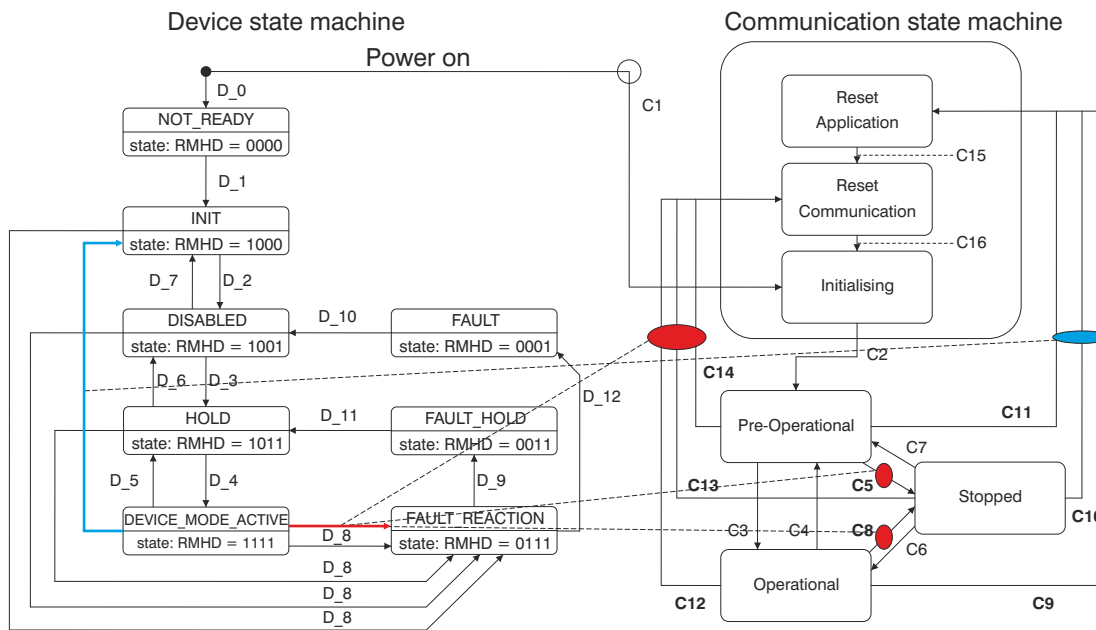 Device state machine
Communication state machine
Power on
D_0
C1
NOT_READY
state: RMHD = 0000
Reset
Application
C15
D_1
INIT
state: RMHD = 1000
Reset
Communication
C16
D_7
D_2
Initialising
DISABLED
state: RMHD = 1001
D_10
FAULT
state: RMHD = 0001
C14
C2
D_6
D_3
D_12
HOLD
state: RMHD = 1011
D_11
FAULT_HOLD
state: RMHD = 0011
Pre-Operational
C11
C7
D_5
D_4
D_9
C13
C5
Stopped
C10
DEVICE_MODE_ACTIVE
state: RMHD = 1111
D_8
FAULT_REACTION
state: RMHD = 0111
C3
C4
C8
C6
D_8
D_8
D_8
C12
Operational
C9